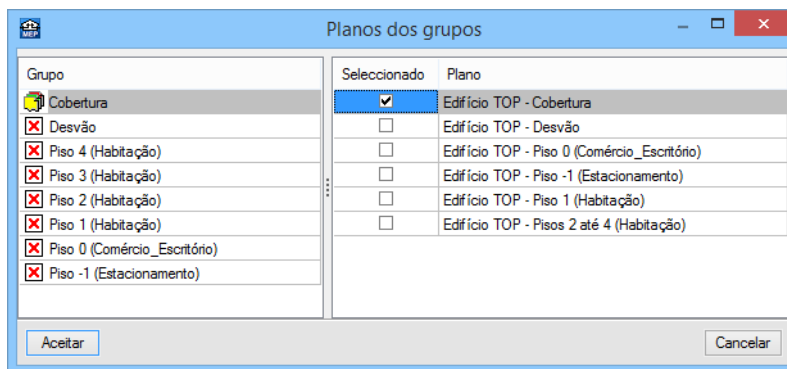 MEP
Planos dos grupos
Grupo
Cobertura
Desvão
Piso 4 (Habitação)
Piso 3 (Habitação)
Piso 2 (Habitação)
Piso 1 (Habitação)
Piso 0 (Comércio_Escritório)
Piso -1 (Estacionamento)
Seleccionado Plano
Edifício TOP - Cobertura
Edifício TOP - Desvão
Edifício TOP - Piso 0 (Comércio_Escritório)
Edifício TOP - Piso -1 (Estacionamento)
Edifício TOP - Piso 1 (Habitação)
Edifício TOP - Pisos 2 até 4 (Habitação)
Aceitar
Cancelar